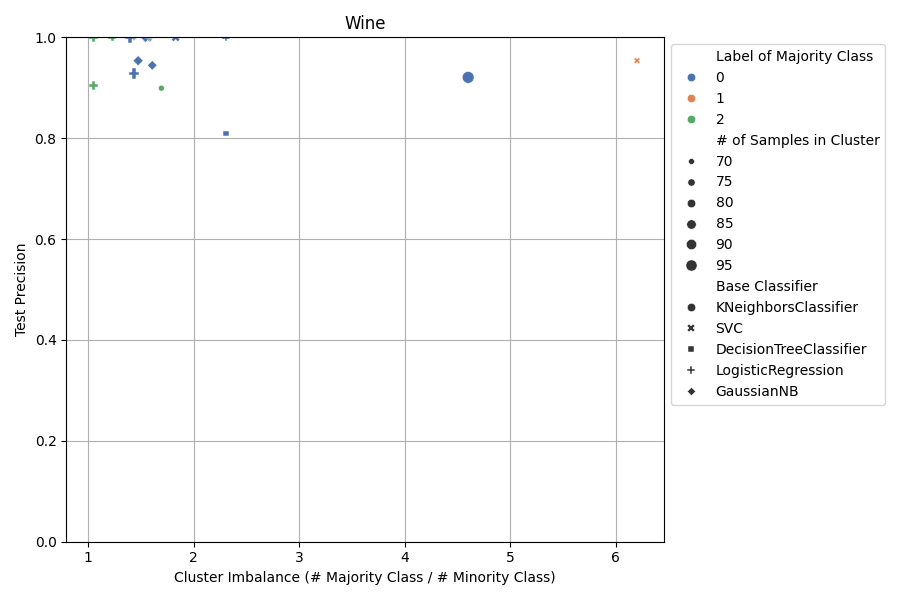 Wine
1.0
0.8
0.6
0.4
0.2
0.0
Test Precision
1 2 3 4 5 6
Cluster Imbalance (# Majority Class / # Minority Class)
Label of Majority Class
0
1
2
# of Samples in Cluster
70
75
80
85
90
95
Base Classifier
KNeighborsClassifier
SVC
DecisionTreeClassifier
LogisticRegression
GaussianNB